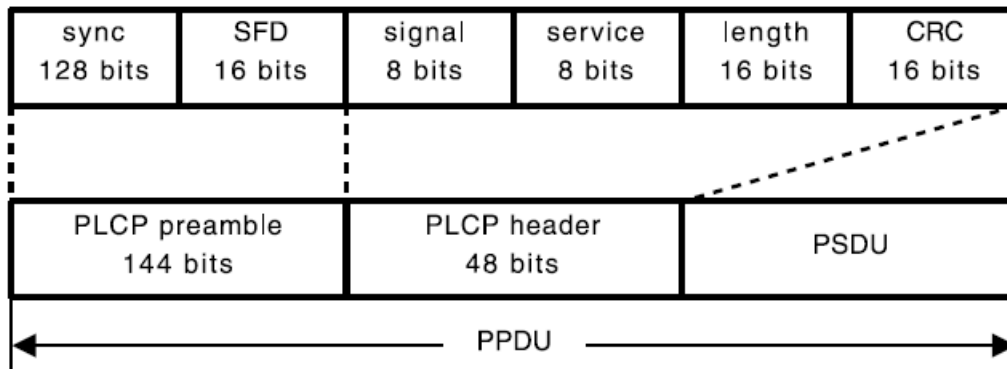 sync SFD signal service length CRC
128 bits 16 bits 8 bits 8 bits 16 bits 16 bits
PLCP preamble PLCP header PSDU
144 bits 48 bits
PPDU